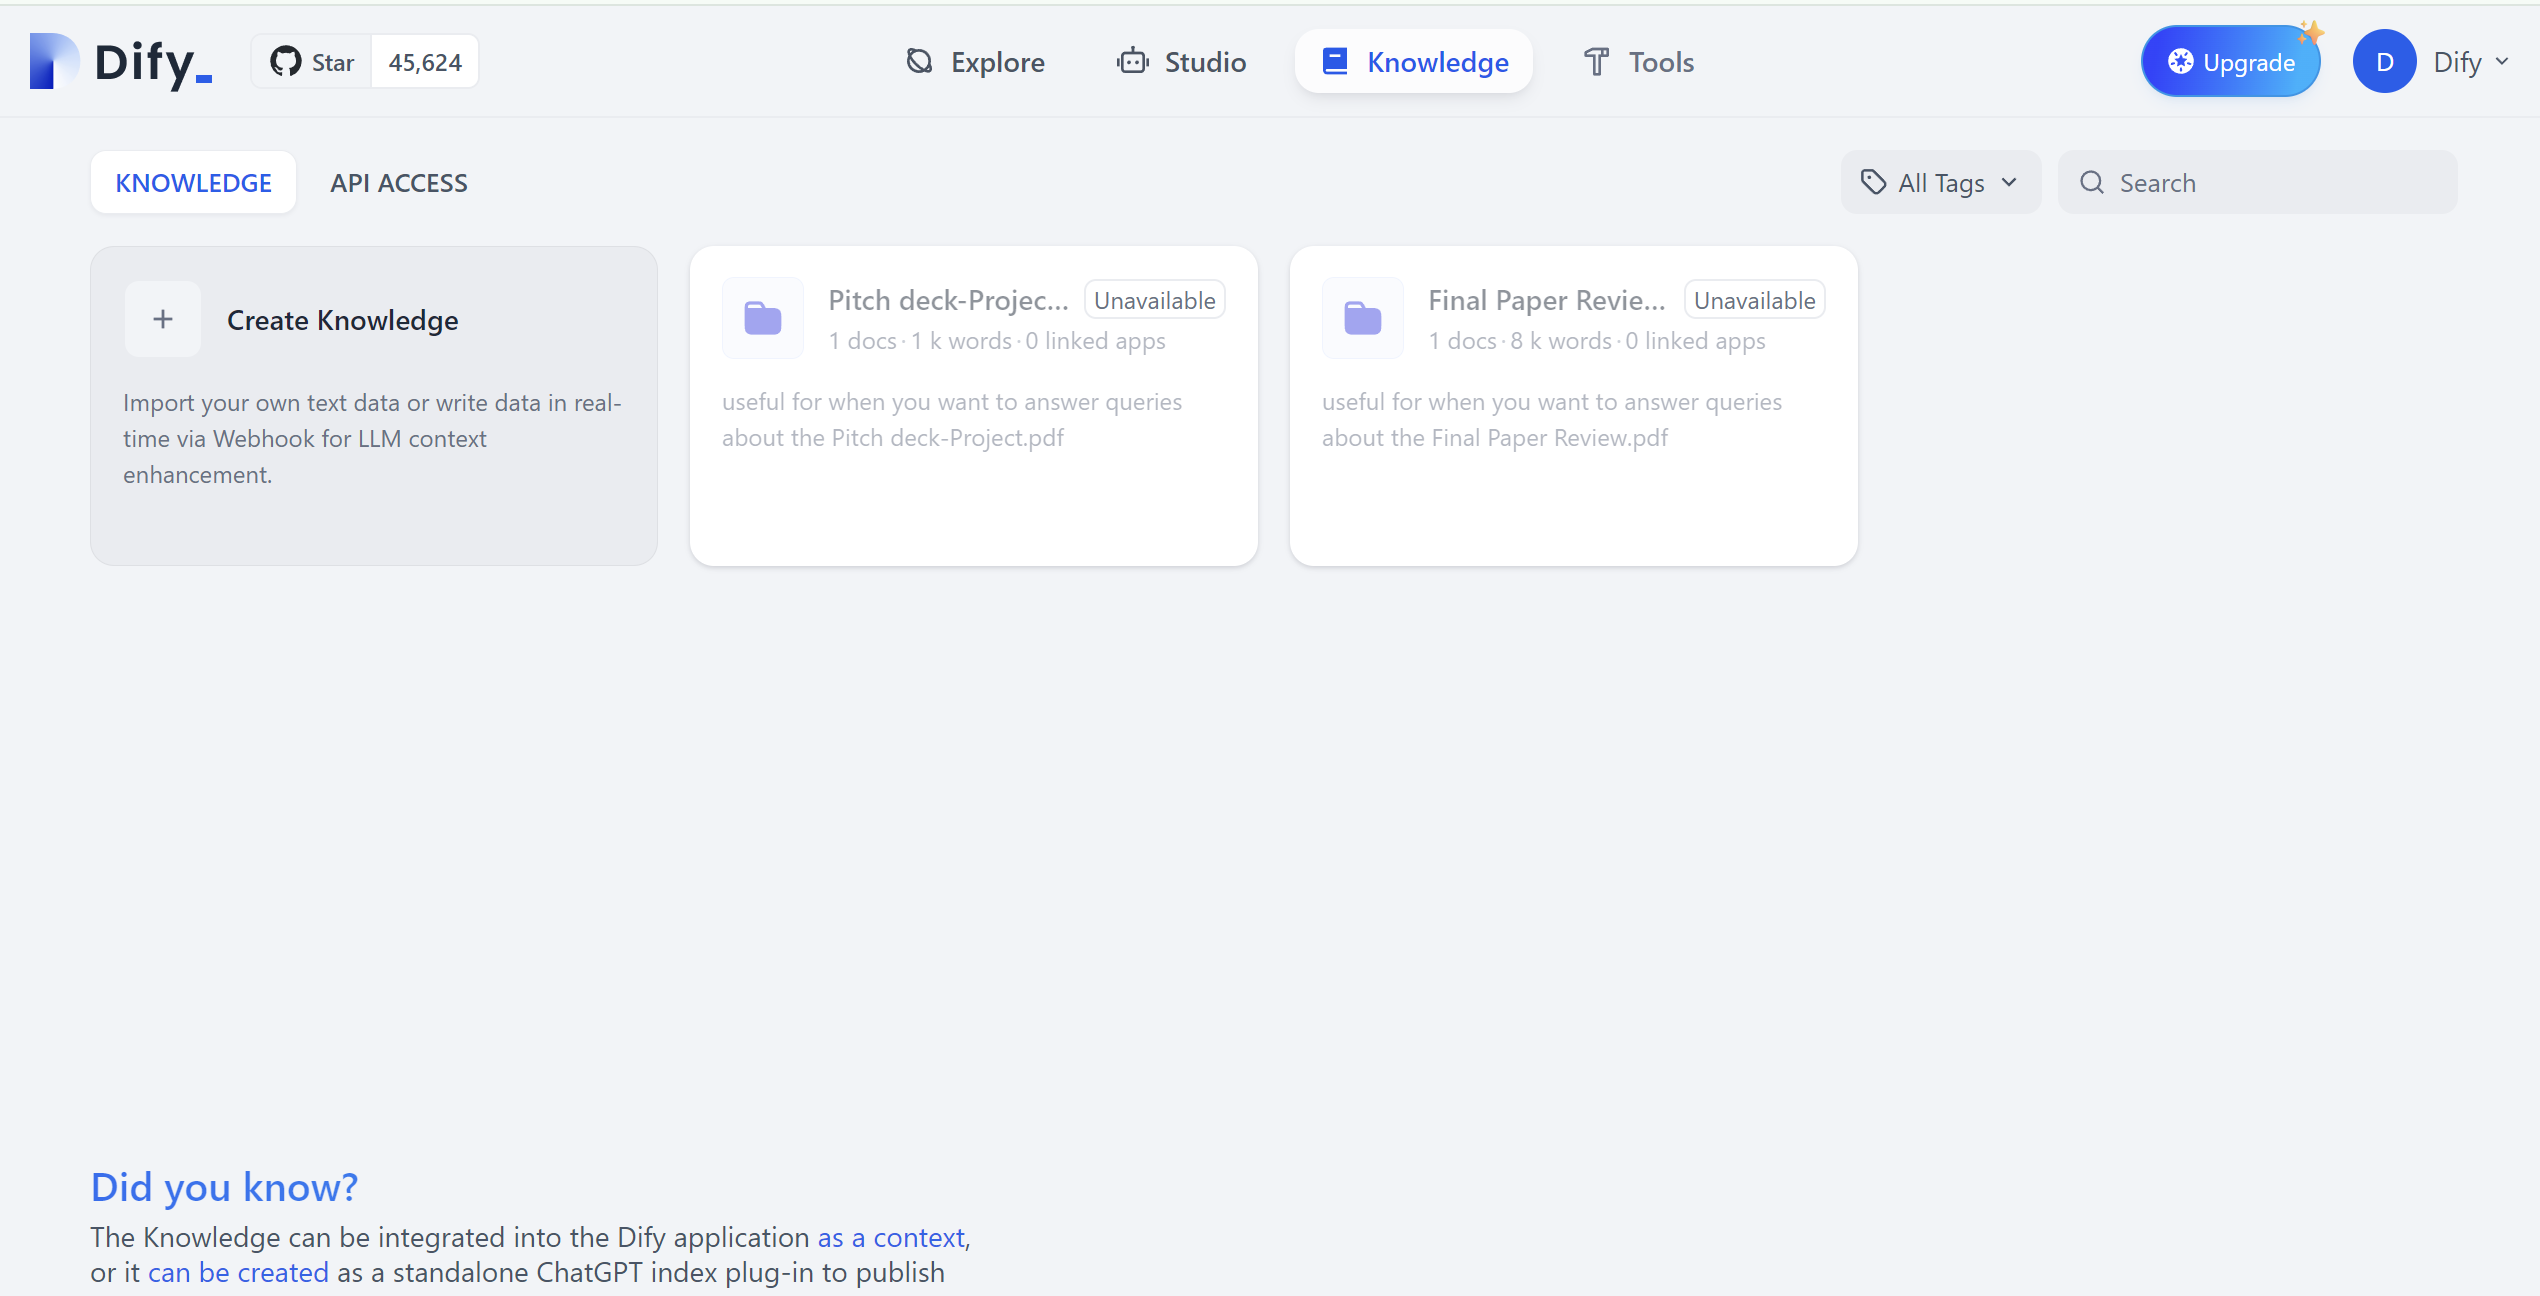 Dify_
Star 45,624
Explore
Studio
Knowledge
Tools
Upgrade
D
Dify
KNOWLEDGE
API ACCESS
All Tags
Search
Create Knowledge
Import your own text data or write data in real-
time via Webhook for LLM context
enhancement.
Pitch deck-Projec... Unavailable
1 docs · 1 k words · 0 linked apps
useful for when you want to answer queries
about the Pitch deck-Project.pdf
Final Paper Revie... Unavailable
1 docs · 8 k words · 0 linked apps
useful for when you want to answer queries
about the Final Paper Review.pdf
Did you know?
The Knowledge can be integrated into the Dify application as a context,
or it can be created as a standalone ChatGPT index plug-in to publish